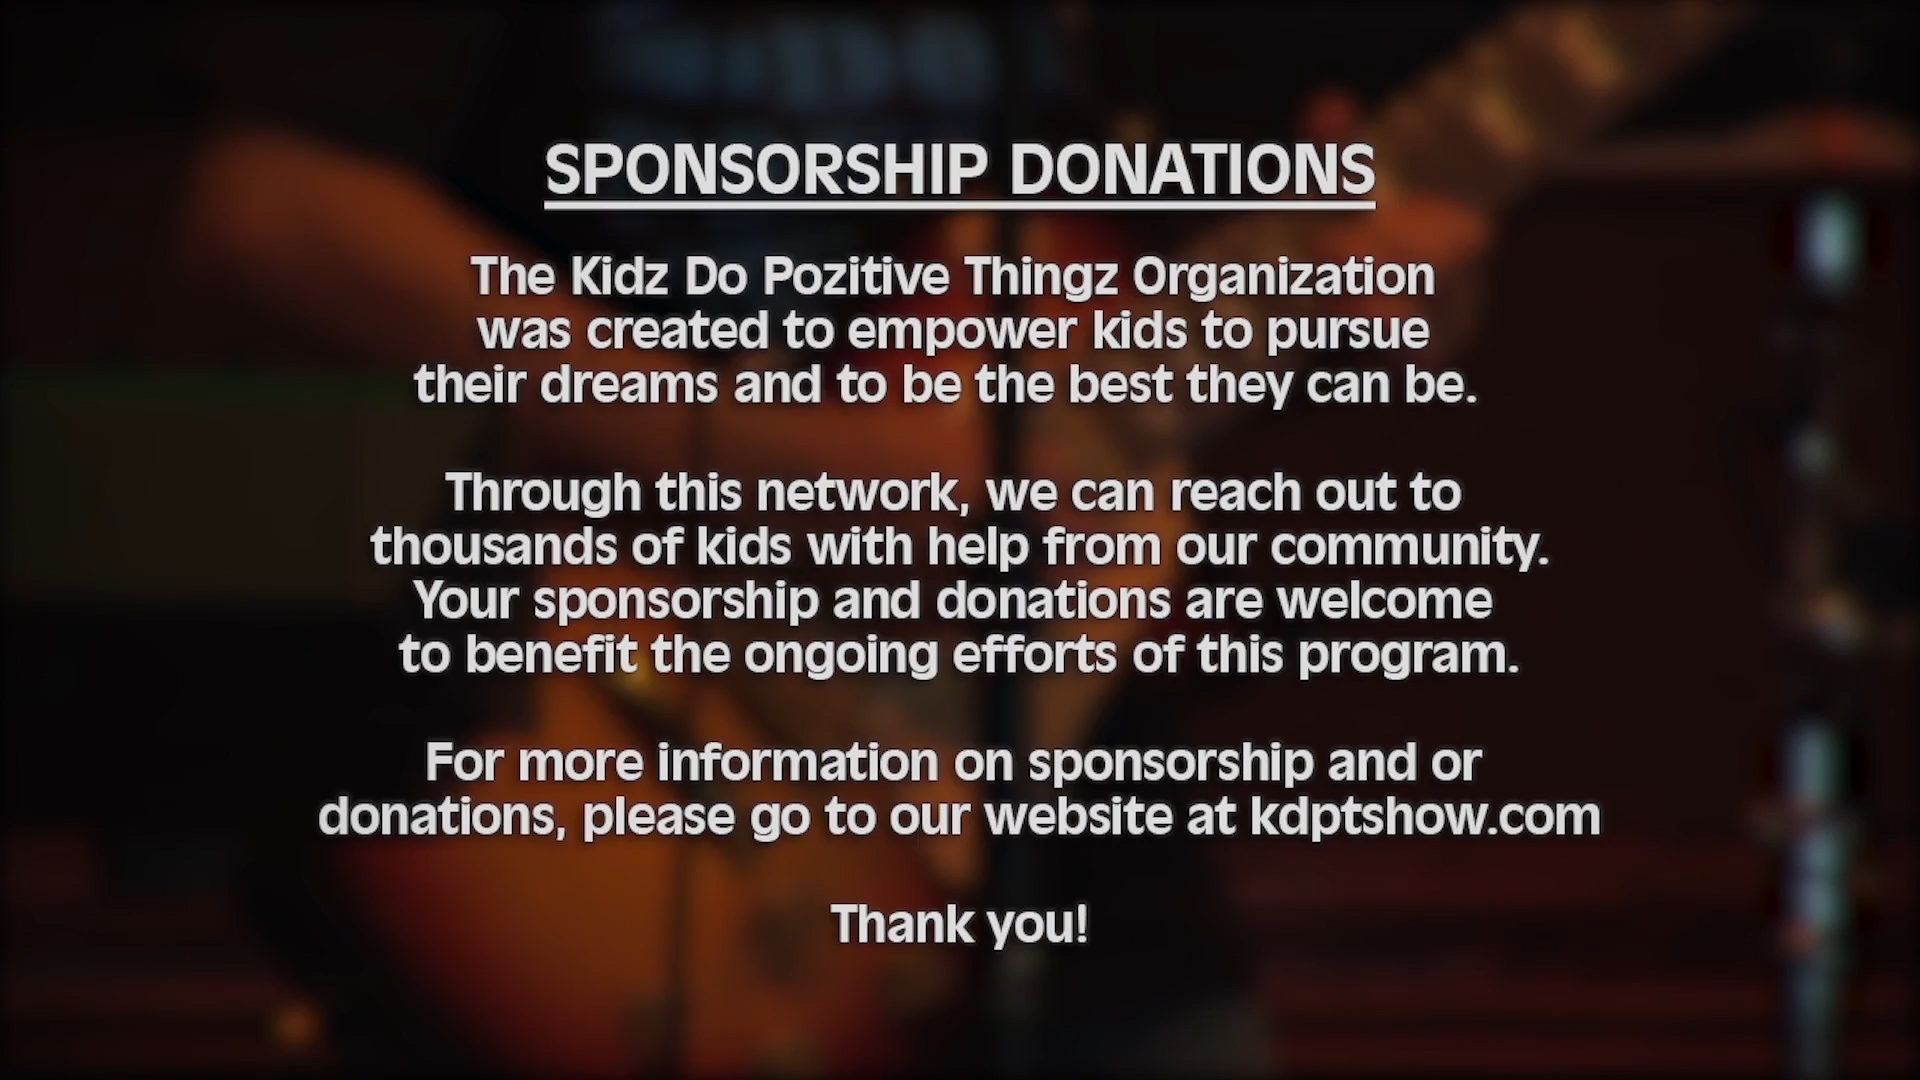 SPONSORSHIP DONATIONS
The Kidz Do Pozitive Thingz Organization
was created to empower kids to pursue
their dreams and to be the best they can be.
Through this network, we can reach out to
thousands of kids with help from our community.
Your sponsorship and donations are welcome
to benefit the ongoing efforts of this program.
For more information on sponsorship and or
donations, please go to our website at kdptshow.com
Thank you!